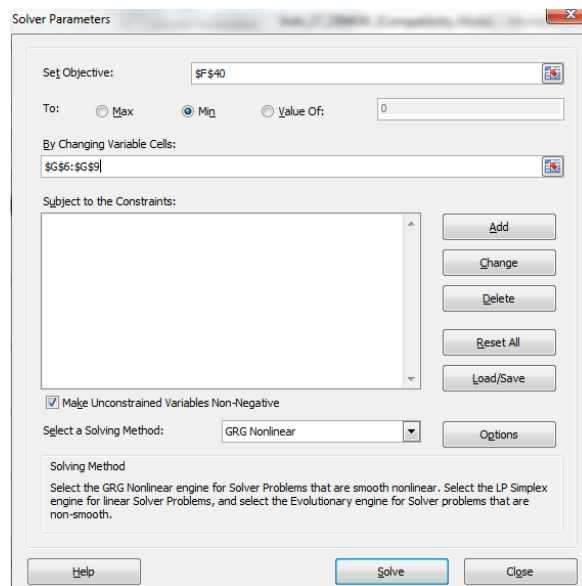 Solver Parameters
Set Objective:
$F$40
To:
Max
Min
Value Of:
0
By Changing Variable Cells:
$G$6:$G$9
Subject to the Constraints:
Add
Change
Delete
Reset All
Load/Save
Make Unconstrained Variables Non-Negative
Select a Solving Method:
GRG Nonlinear
Options
Solving Method
Select the GRG Nonlinear engine for Solver Problems that are smooth nonlinear. Select the LP Simplex
engine for linear Solver Problems, and select the Evolutionary engine for Solver problems that are
non-smooth.
Help
Solve
Close